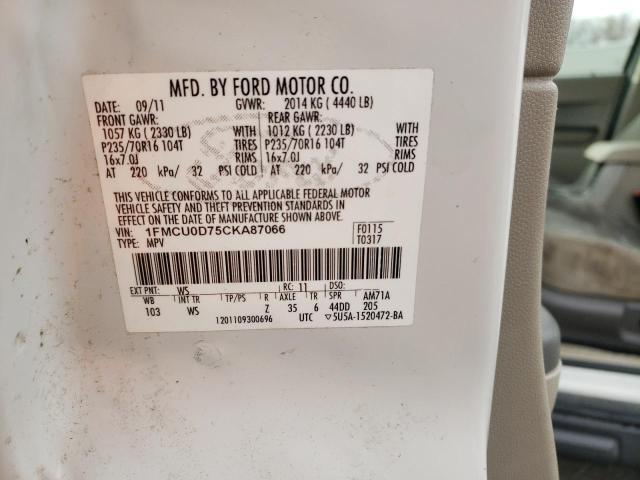 MFD. BY FORD MOTOR CO.
DATE: 09/11 GVWR: 2014 KG ( 4440 LB)
FRONT GAWR: REAR GAWR:
1057 KG ( 2330 LB) WITH 1012 KG ( 2230 LB) WITH
P235/70R16 104T TIRES P235/70R16 104T TIRES
16x7.0J RIMS 16x7.0J RIMS
AT 220 kPa/ 32 PSI COLD AT 220 kPa/ 32 PSI COLD
THIS VEHICLE CONFORMS TO ALL APPLICABLE FEDERAL MOTOR
VEHICLE SAFETY AND THEFT PREVENTION STANDARDS IN
EFFECT ON THE DATE OF MANUFACTURE SHOWN ABOVE.
VIN: 1FMCU0D75CKA87066 F0115
TYPE: MPV T0317
EXT PNT: WS RC: 11 DSO:
WB INT TR TP/PS R AXLE TR SPR AM71A
103 WS Z 35 6 44DD 205
1201109300696 UTC ▽5U5A-1520472-BA